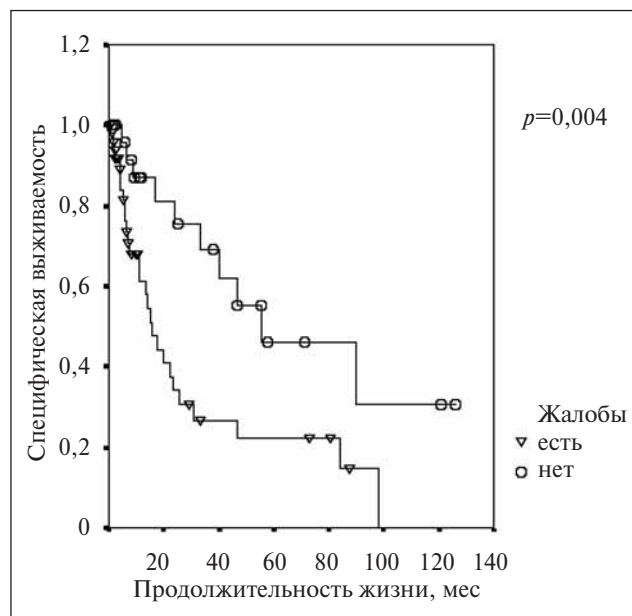 1,2
1,0
0,8
0,6
0,4
0,2
0
Специфическая выживаемость
p=0,004
Жалобы
есть
нет
20 40 60 80 100 120 140
Продолжительность жизни, мес